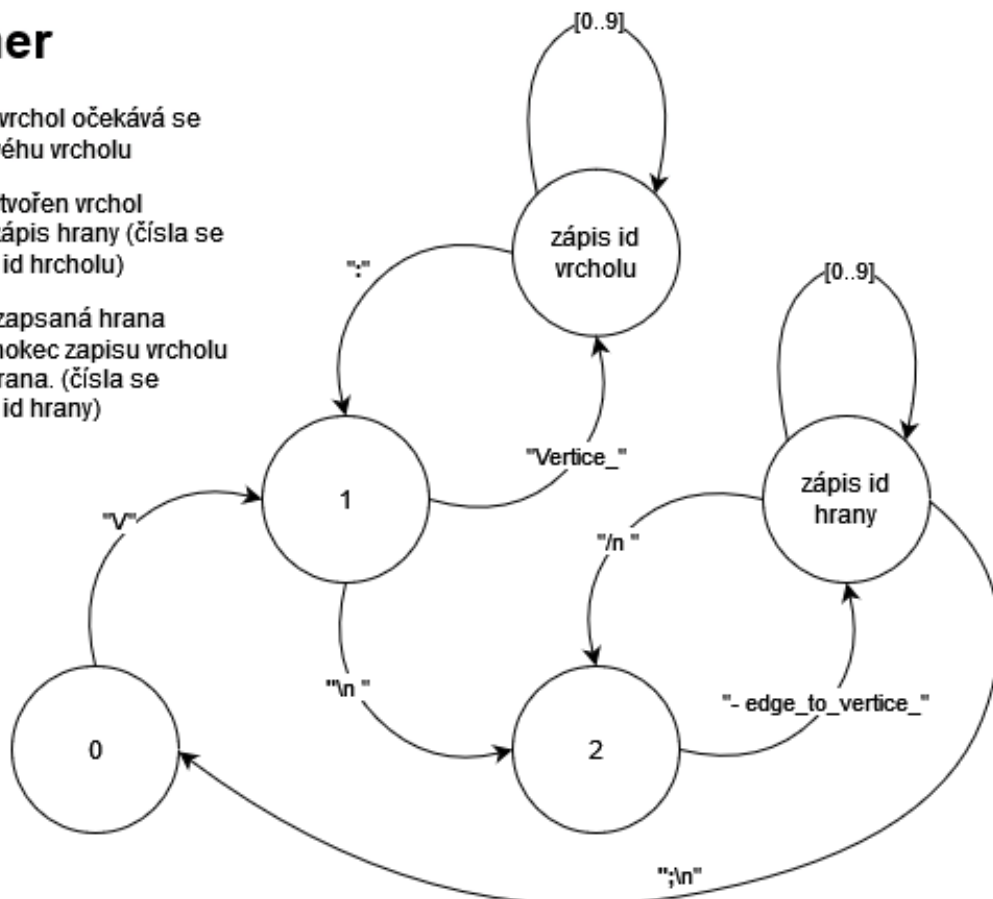 ner
vrchol očekává se
véhu vrcholu
tvořen vrchol
zápis hrany (čísla se
id hrcholu)
zapsaná hrana
nokec zapisu vrcholu
rana. (čísla se
id hrany)
[0..9]
zápis id
vrcholu
":"
[0..9]
"Vertice_"
zápis id
hrany
1
"V"
"/n "
"\n "
"- edge_to_vertice_"
0
2
";\n"